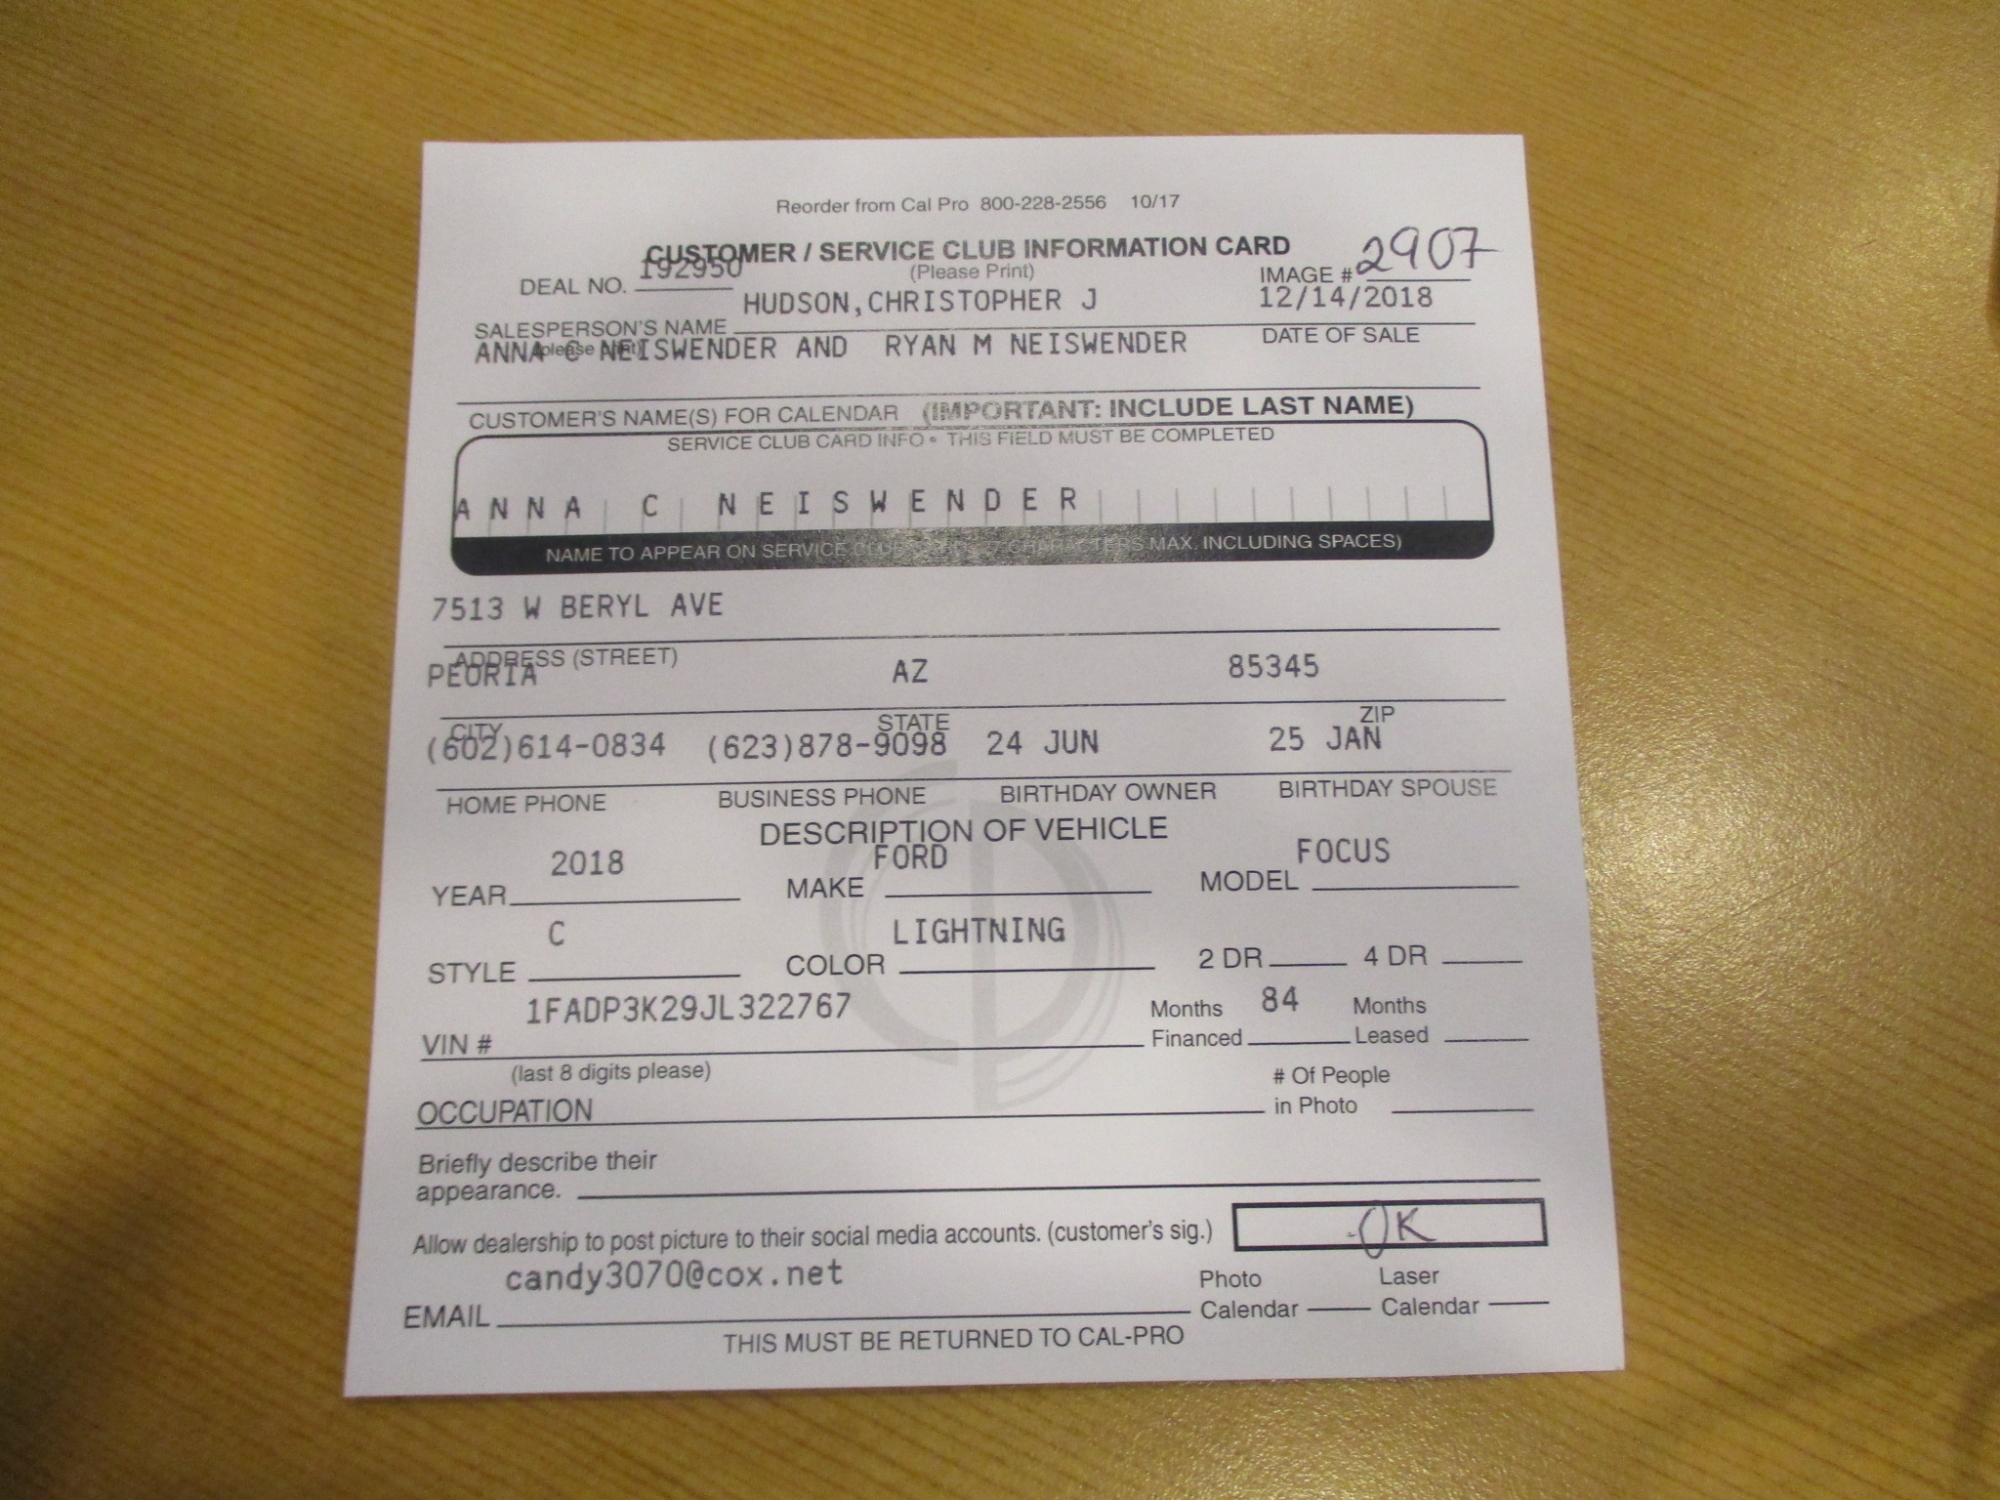 Reorder from Cal Pro 800-228-2556 10/17
CUSTOMER / SERVICE CLUB INFORMATION CARD
(Please Print)
DEAL NO. 192950
IMAGE # 2907
HUDSON,CHRISTOPHER J 12/14/2018
SALESPERSON'S NAME DATE OF SALE
(please print)
ANNA C NEISWENDER AND RYAN M NEISWENDER
CUSTOMER'S NAME(S) FOR CALENDAR (IMPORTANT: INCLUDE LAST NAME)
SERVICE CLUB CARD INFO • THIS FIELD MUST BE COMPLETED
ANNA C NEISWENDER
NAME TO APPEAR ON SERVICE CLUB CHARACTERS MAX. INCLUDING SPACES)
7513 W BERYL AVE
ADDRESS (STREET)
PEORIA AZ 85345
CITY STATE ZIP
(602)614-0834 (623)878-9098 24 JUN 25 JAN
HOME PHONE BUSINESS PHONE BIRTHDAY OWNER BIRTHDAY SPOUSE
DESCRIPTION OF VEHICLE
YEAR 2018 MAKE FORD MODEL FOCUS
STYLE C COLOR LIGHTNING 2 DR 4 DR
VIN # 1FADP3K29JL322767 Months Financed 84 Months Leased
(last 8 digits please)
OCCUPATION # Of People in Photo
Briefly describe their
appearance.
Allow dealership to post picture to their social media accounts. (customer's sig.) OK
EMAIL candy3070@cox.net Photo Calendar Laser Calendar
THIS MUST BE RETURNED TO CAL-PRO